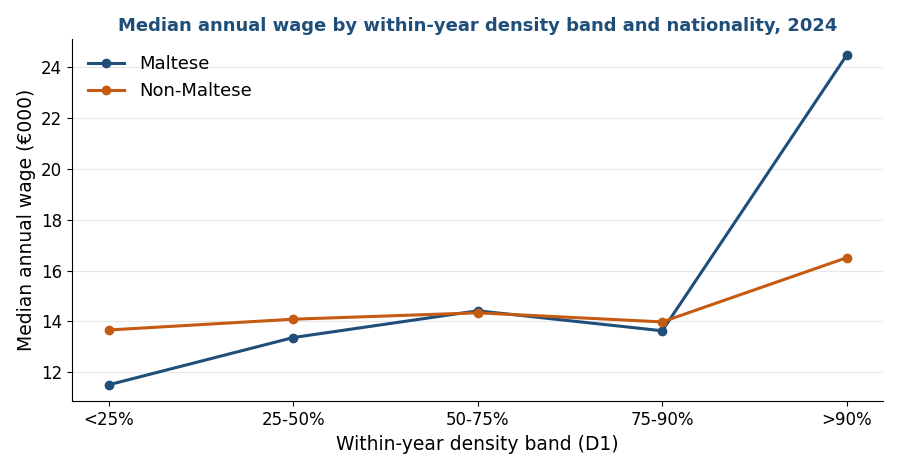 Median annual wage by within-year density band and nationality, 2024
Maltese
Non-Maltese
Median annual wage (€000)
24
22
20
18
16
14
12
<25%
25-50%
50-75%
75-90%
>90%
Within-year density band (D1)